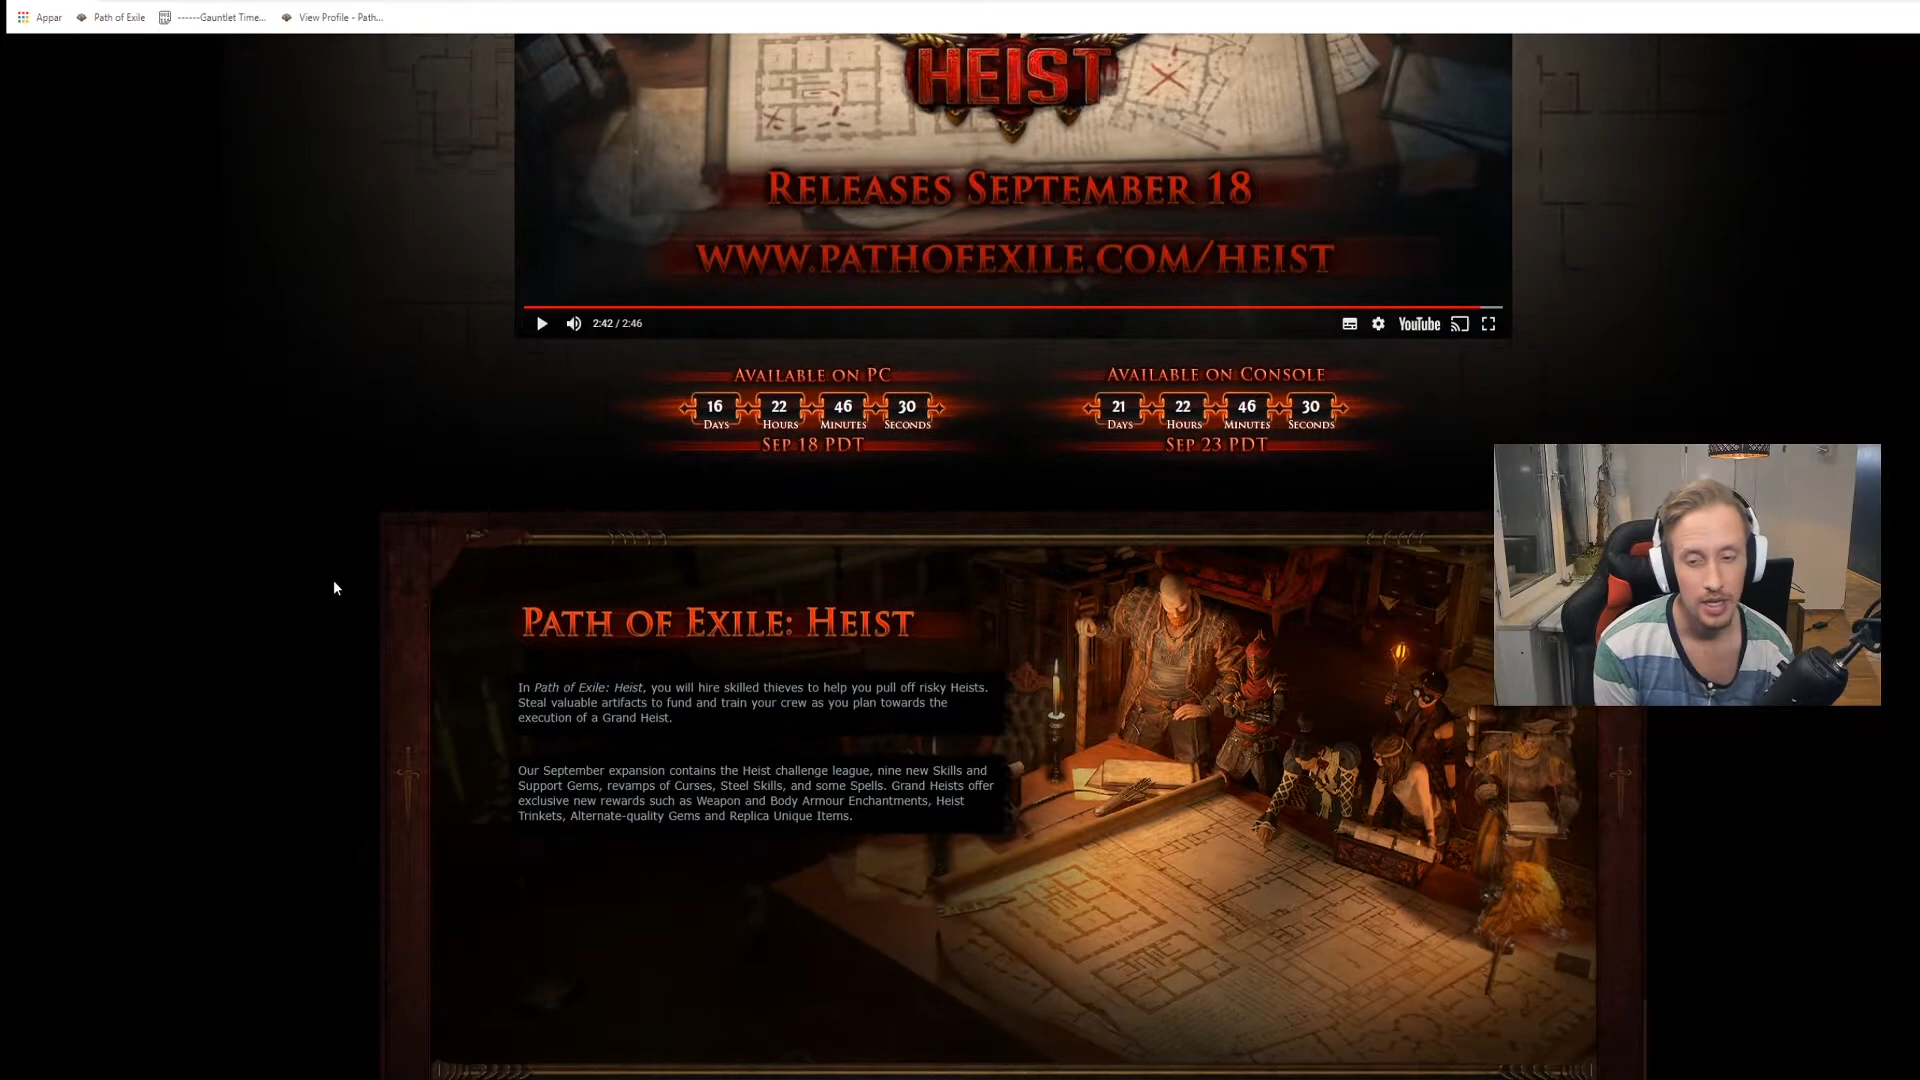 Appar
Path of Exile
------Gauntlet Time...
View Profile - Path...
HEIST
RELEASES SEPTEMBER 18
WWW.PATHOFEXILE.COM/HEIST
2:42 / 2:46
YouTube
AVAILABLE ON PC
16 22 46 30
DAYS HOURS MINUTES SECONDS
SEP 18 PDT
AVAILABLE ON CONSOLE
21 22 46 30
DAYS HOURS MINUTES SECONDS
SEP 23 PDT
PATH OF EXILE: HEIST
In Path of Exile: Heist, you will hire skilled thieves to help you pull off risky Heists.
Steal valuable artifacts to fund and train your crew as you plan towards the
execution of a Grand Heist.
Our September expansion contains the Heist challenge league, nine new Skills and
Support Gems, revamps of Curses, Steel Skills, and some Spells. Grand Heists offer
exclusive new rewards such as Weapon and Body Armour Enchantments, Heist
Trinkets, Alternate-quality Gems and Replica Unique Items.